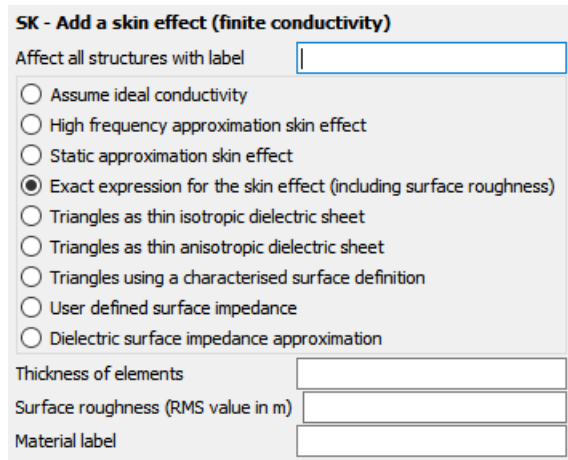 SK - Add a skin effect (finite conductivity)
Affect all structures with label
Assume ideal conductivity
High frequency approximation skin effect
Static approximation skin effect
Exact expression for the skin effect (including surface roughness)
Triangles as thin isotropic dielectric sheet
Triangles as thin anisotropic dielectric sheet
Triangles using a characterised surface definition
User defined surface impedance
Dielectric surface impedance approximation
Thickness of elements
Surface roughness (RMS value in m)
Material label